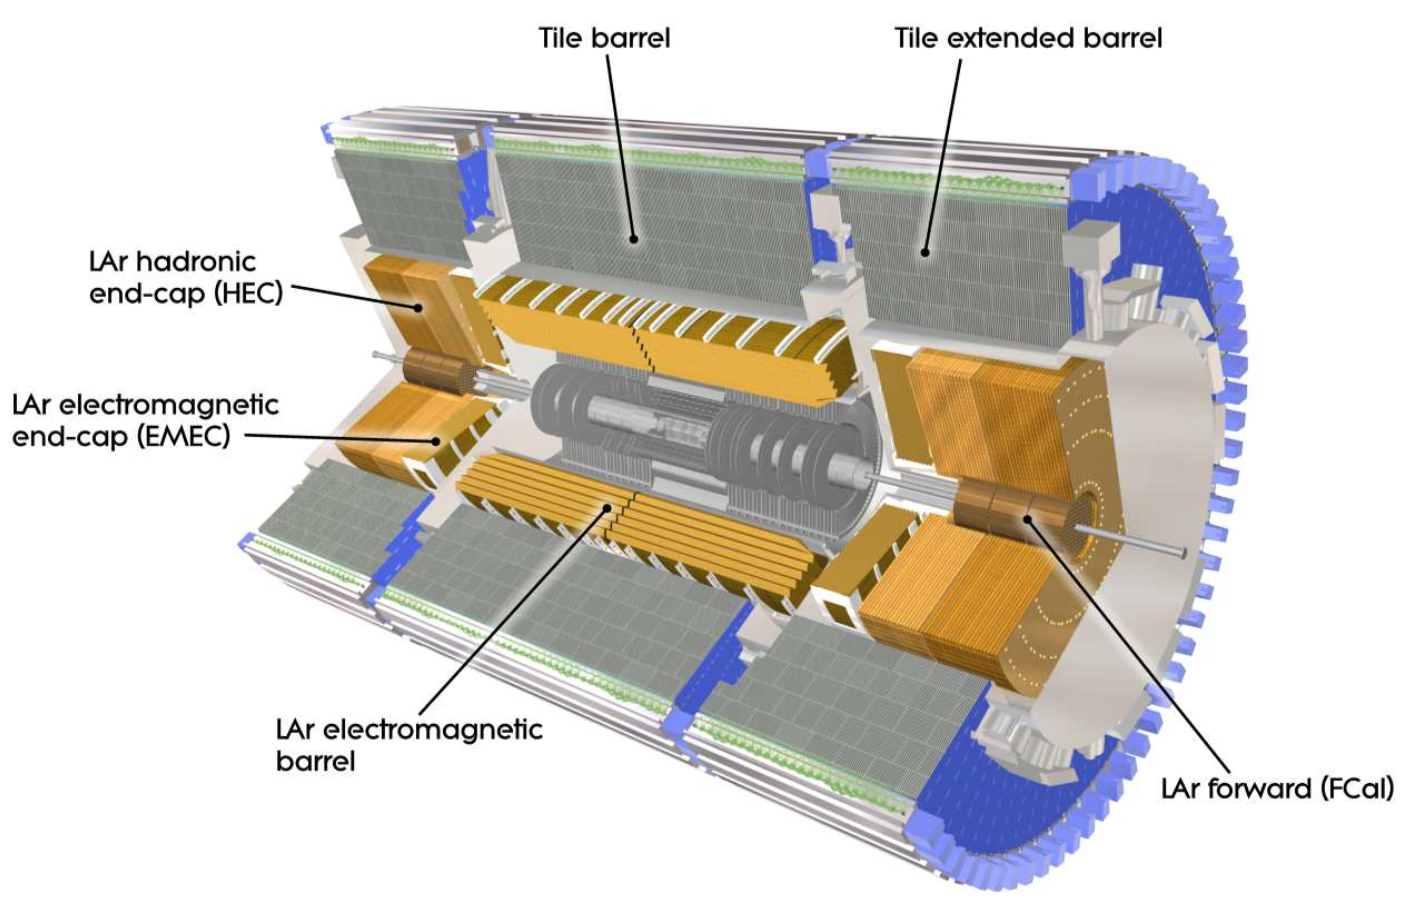 Tile barrel
Tile extended barrel
LAr hadronic
end-cap (HEC)
LAr electromagnetic
end-cap (EMEC)
LAr electromagnetic
barrel
LAr forward (FCal)